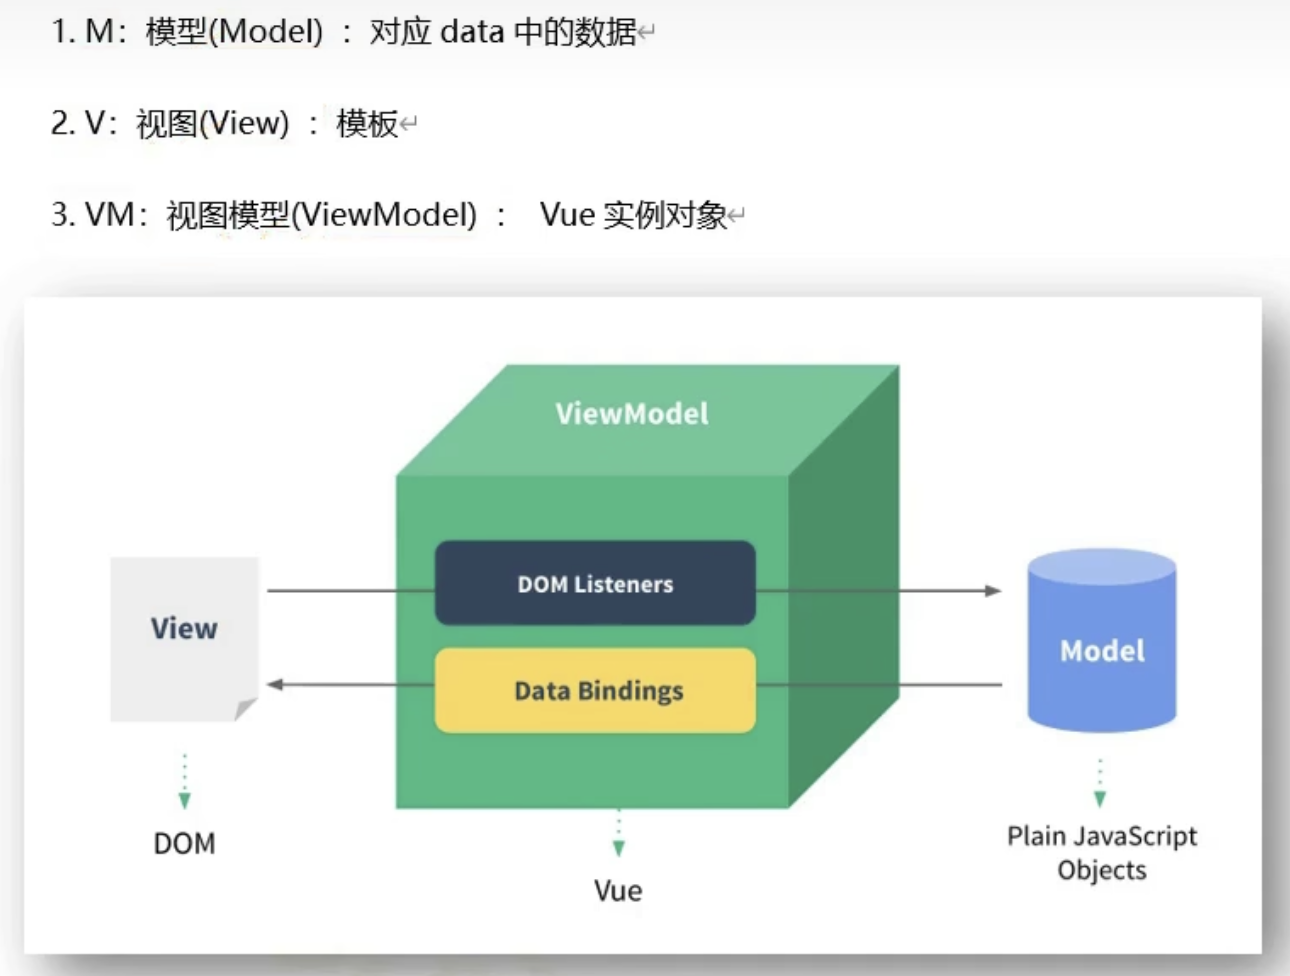 1. M：模型(Model) ：对应 data 中的数据↵
2. V：视图(View) ：模板↵
3. VM：视图模型(ViewModel) ： Vue 实例对象↵
ViewModel
DOM Listeners
View
Model
Data Bindings
DOM
Plain JavaScript
Objects
Vue